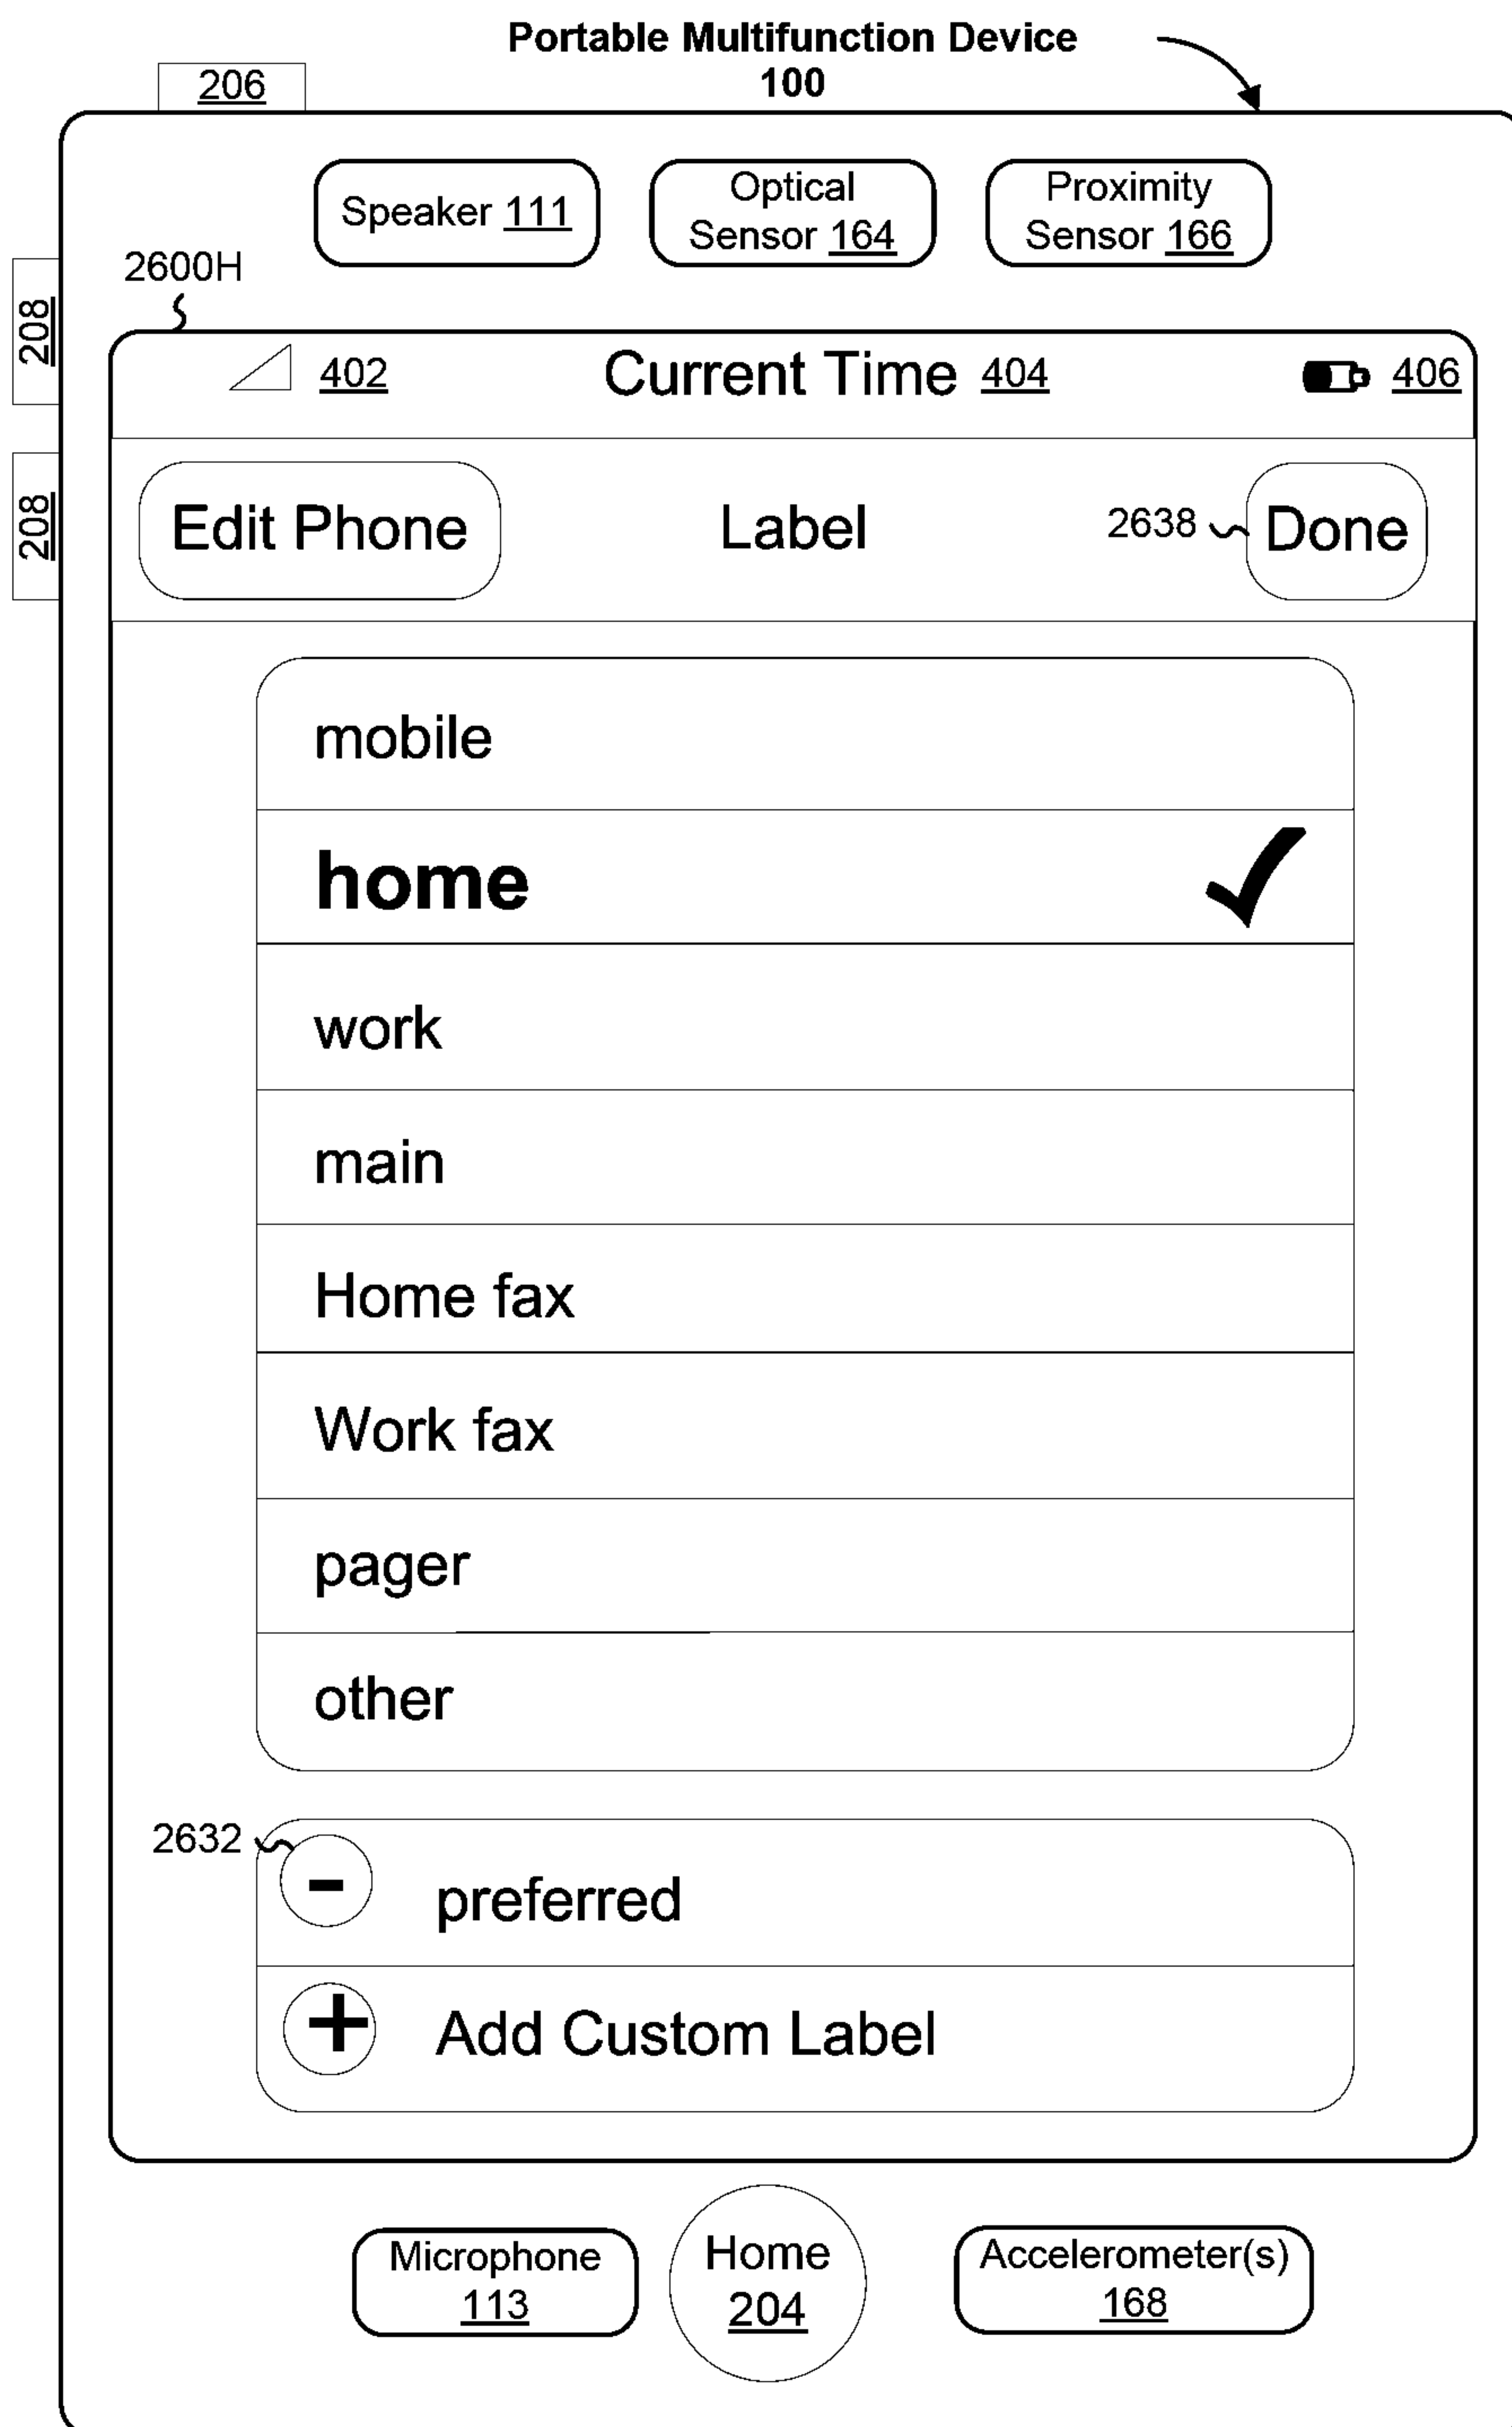 Portable Multifunction Device
100
206
Speaker 111
Optical
Sensor 164
Proximity
Sensor 166
2600H
208
402
Current Time 404
406
208
Edit Phone
Label
2638
Done
mobile
home
work
main
Home fax
Work fax
pager
other
2632
-
preferred
+
Add Custom Label
Microphone
113
Home
204
Accelerometer(s)
168